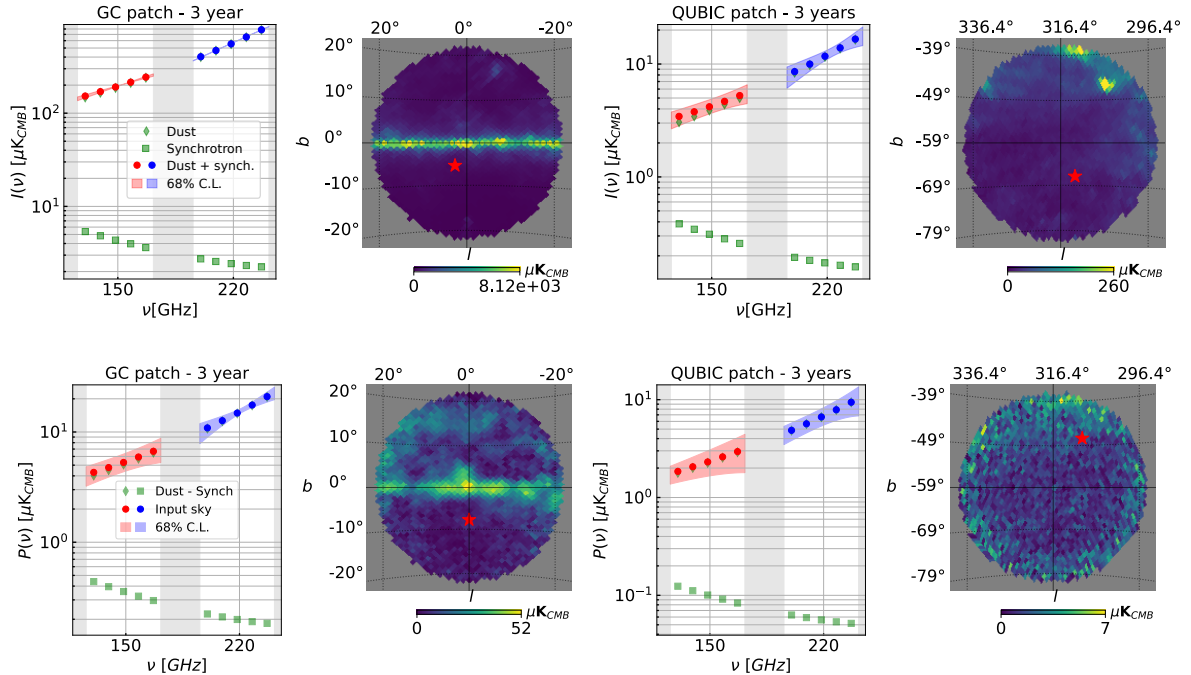 GC patch - 3 year
I(ν) [μK_CMB]
10²
10¹
150
220
ν[GHz]
Dust
Synchrotron
Dust + synch.
68% C.L.
20°
0°
-20°
20°
10°
0°
-10°
-20°
b
l
0
8.12e+03
μK_CMB
QUBIC patch - 3 years
I(ν) [μK_CMB]
10¹
10⁰
150
220
ν[GHz]
336.4°
316.4°
296.4°
-39°
-49°
-59°
-69°
-79°
b
l
0
260
μK_CMB
GC patch - 3 year
P(ν) [μK_CMB]
10¹
10⁰
150
220
ν [GHz]
Dust - Synch
Input sky
68% C.L.
20°
0°
-20°
20°
10°
0°
-10°
-20°
b
l
0
52
μK_CMB
QUBIC patch - 3 years
P(ν) [μK_CMB]
10¹
10⁰
10⁻¹
150
220
ν [GHz]
336.4°
316.4°
296.4°
-39°
-49°
-59°
-69°
-79°
b
l
0
7
μK_CMB